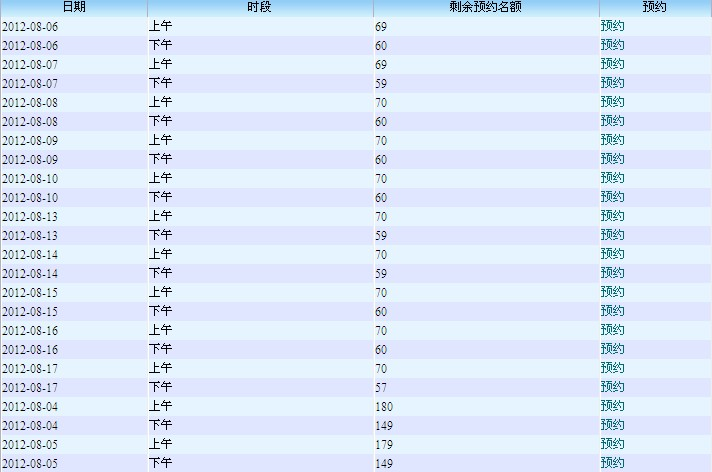 日期 时段 剩余预约名额 预约
2012-08-06 上午 69 预约
2012-08-06 下午 60 预约
2012-08-07 上午 69 预约
2012-08-07 下午 59 预约
2012-08-08 上午 70 预约
2012-08-08 下午 60 预约
2012-08-09 上午 70 预约
2012-08-09 下午 60 预约
2012-08-10 上午 70 预约
2012-08-10 下午 60 预约
2012-08-13 上午 70 预约
2012-08-13 下午 59 预约
2012-08-14 上午 70 预约
2012-08-14 下午 59 预约
2012-08-15 上午 70 预约
2012-08-15 下午 60 预约
2012-08-16 上午 70 预约
2012-08-16 下午 60 预约
2012-08-17 上午 70 预约
2012-08-17 下午 57 预约
2012-08-04 上午 180 预约
2012-08-04 下午 149 预约
2012-08-05 上午 179 预约
2012-08-05 下午 149 预约